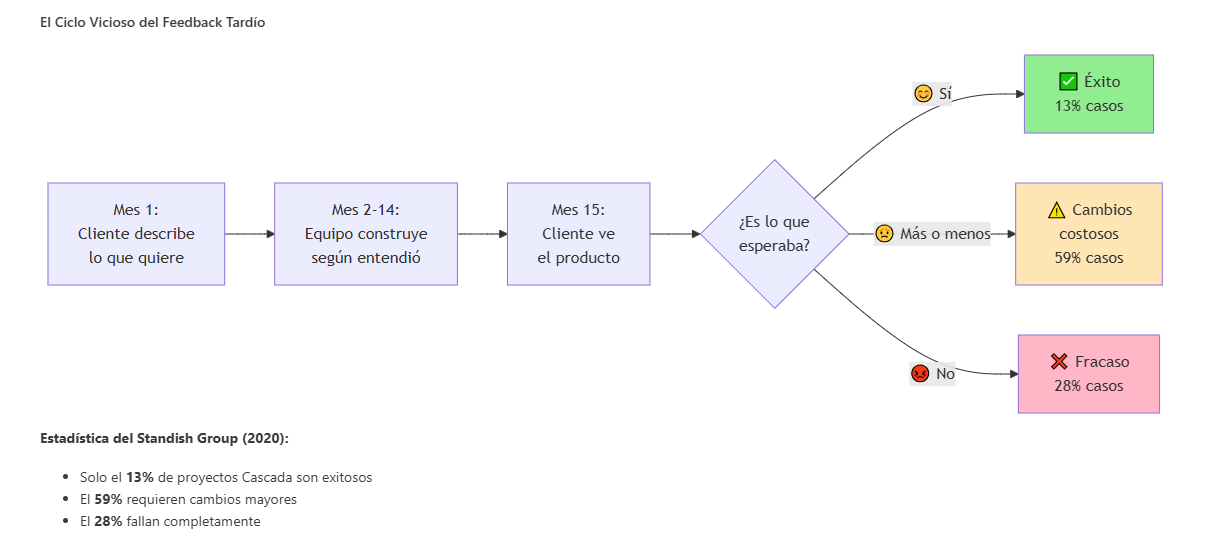 El Ciclo Vicioso del Feedback Tardío
Mes 1:
Cliente describe
lo que quiere
Mes 2-14:
Equipo construye
según entendió
Mes 15:
Cliente ve
el producto
¿Es lo que
esperaba?
😊 Sí
✅ Éxito
13% casos
😟 Más o menos
⚠️ Cambios
costosos
59% casos
😡 No
❌ Fracaso
28% casos
Estadística del Standish Group (2020):
• Solo el 13% de proyectos Cascada son exitosos
• El 59% requieren cambios mayores
• El 28% fallan completamente